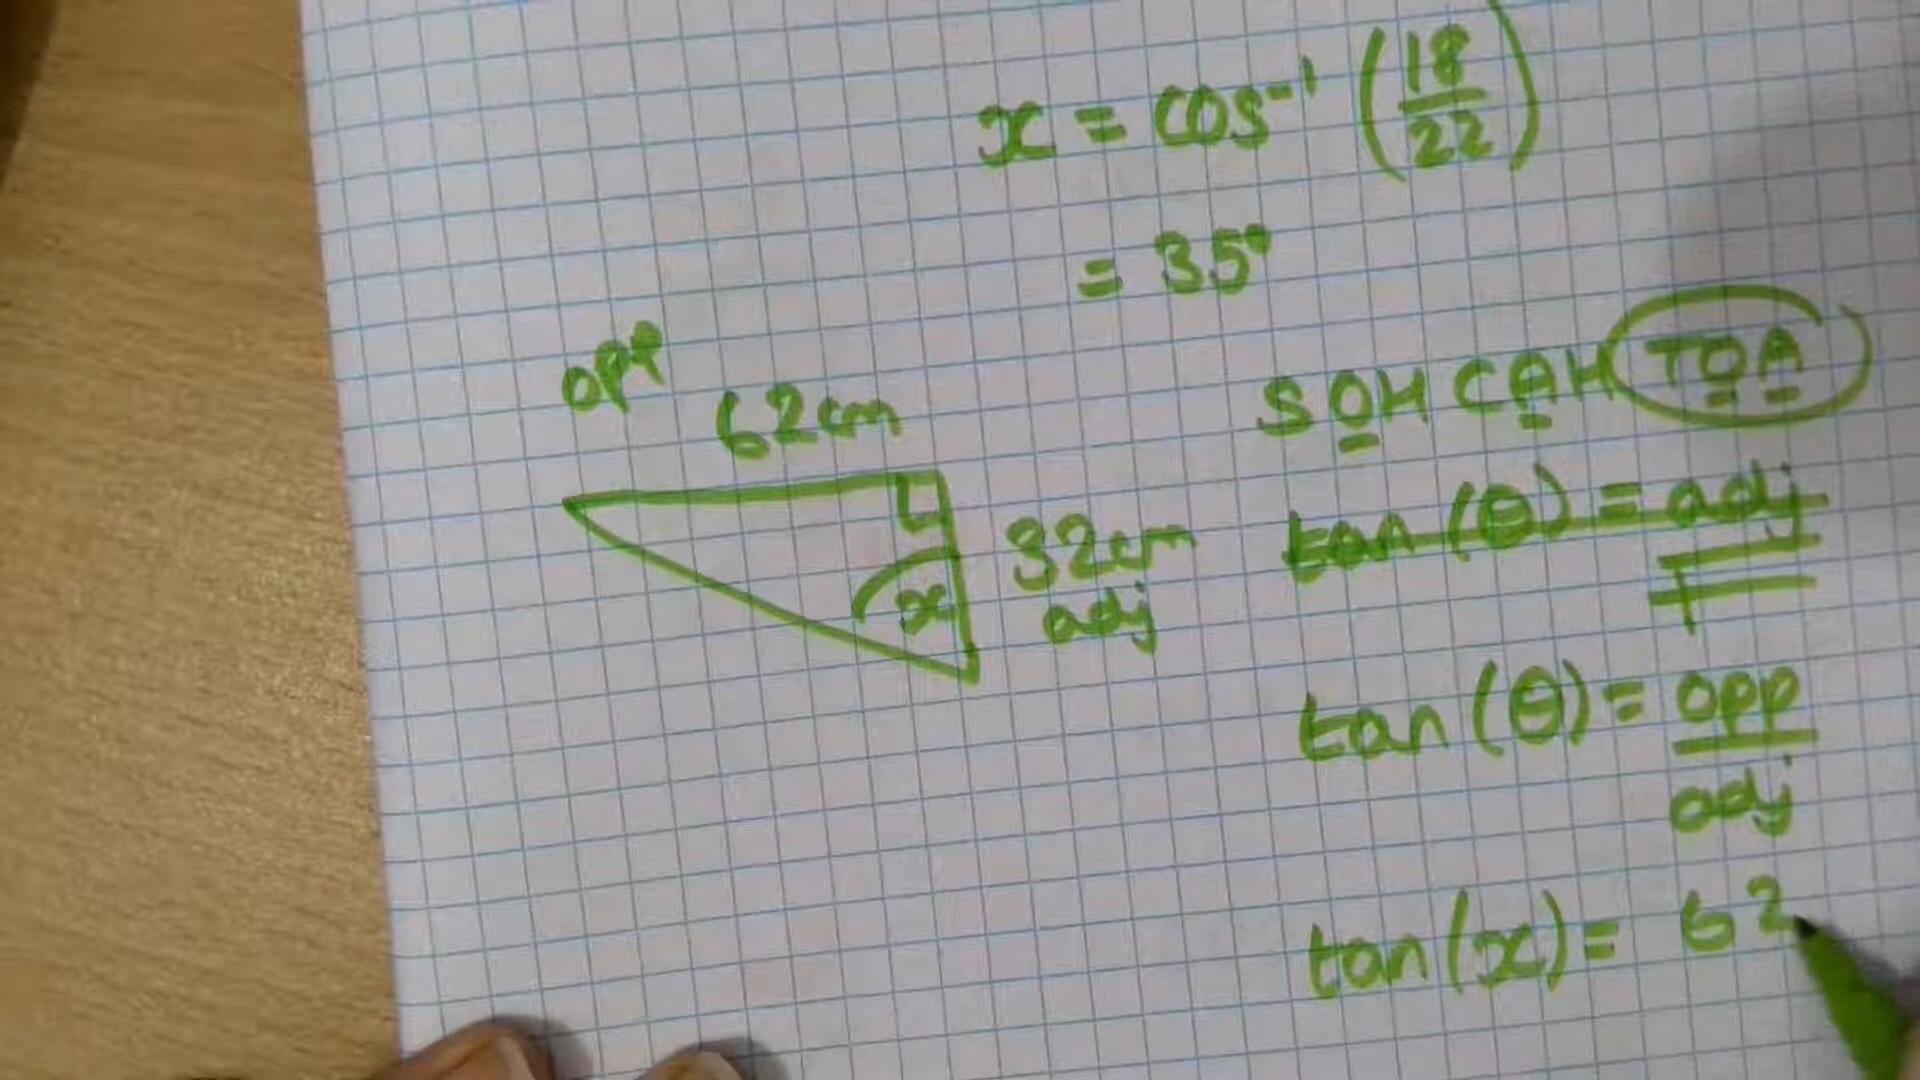 x = cos⁻¹ (18/22)
= 35°
opp
62cm
32cm
adj
x
SOH CAH TOA
tan (θ) = adj
tan (θ) = opp/adj
tan (x) = 62